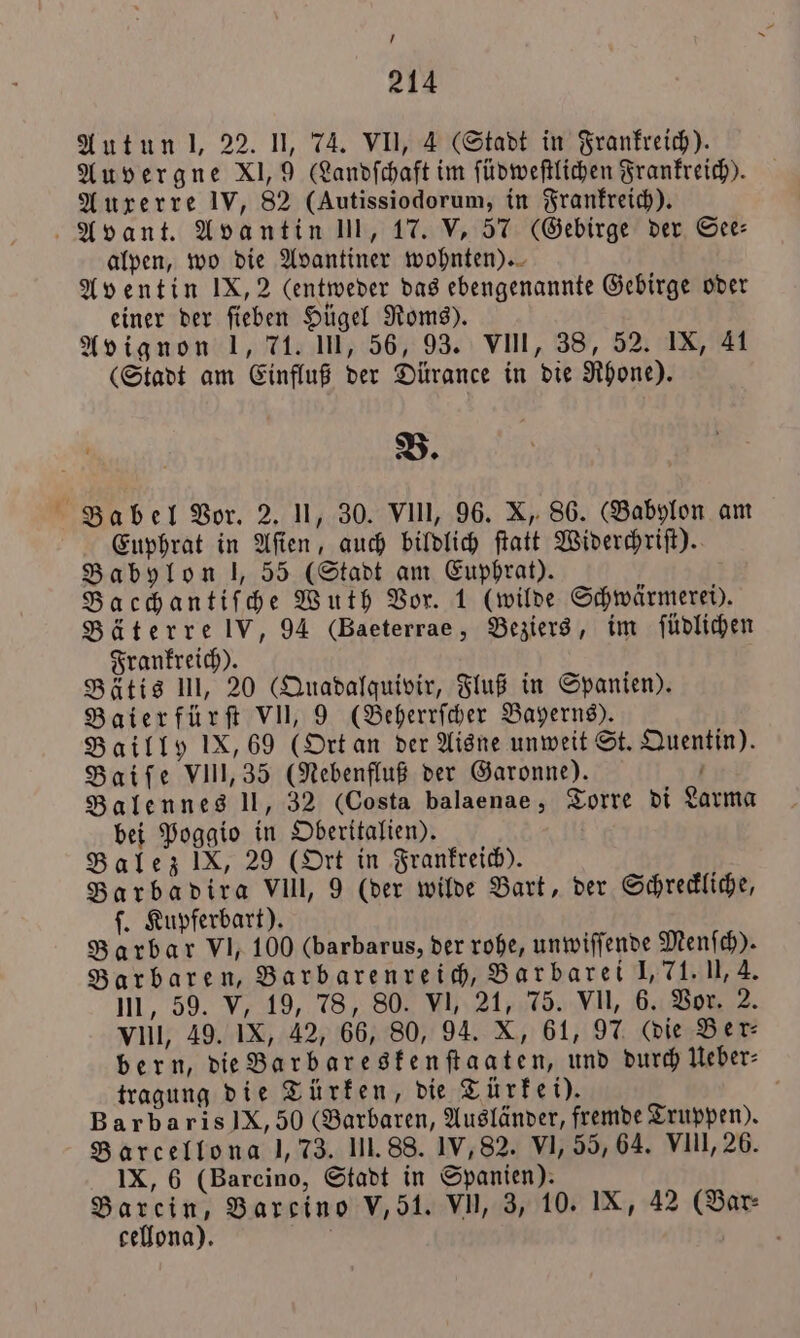 214
Autun I, 22. II, 74. VII, 4 (Stadt in Frankreich).
Auvergne XI, 9 (Landſchaft im ſüdweſtlichen Frankreich).
Auxerre IV, 82 (Autissiodorum, in Frankreich).
Avant. Avantin III, 17. V, 57 (Gebirge der See-
alpen, wo die Avantiner wohnten).
Aventin IX, 2 (entweder das ebengenannte Gebirge oder
einer der ſieben Hügel Roms).
Avignon I, 71. III, 56, 93. VIII, 38, 52. IX, 41
(Stadt am Einfluß der Dürance in die Rhone).
B.
Babel Vor. 2. II, 30. VIII, 96. X, 86. (Babylon am
Euphrat in Aſien, auch bildlich ſtatt Widerchriſt).
Babylon I, 55 (Stadt am Euphrat).
Bacchantiſche Wuth Vor. 1 (wilde Schwärmerei).
Bäterre IV, 94 (Baeterrae, Beziers, im ſüdlichen
Frankreich).
Bätis III, 20 (Quadalquivir, Fluß in Spanien).
Baierfürſt VII, 9 (Beherrſcher Bayerns).
Bailly IX, 69 (Ort an der Aisne unweit St. Quentin).
Baiſe VIII, 35 (Nebenfluß der Garonne).
Balennes II, 32 (Costa balaenae, Torre di Larma
bei Poggio in Oberitalien).
Balez IX, 29 (Ort in Frankreich).
Barbadira VIII, 9 (der wilde Bart, der Schreckliche,
ſ. Kupferbart).
Barbar VI, 100 (barbarus, der rohe, unwiſſende Menſch).
Barbaren, Barbarenreich, Barbarei I, 71. II, 4.
III, 59. V, 19, 78, 80. VI, 21, 75. VII, 6. Vor. 2.
VIII, 49. IX, 42, 66, 80, 94. X, 61, 97 (die Ber-
bern, die Barbareskenſtaaten, und durch Ueber-
tragung die Türken, die Türkei).
Barbaris IX, 50 (Barbaren, Ausländer, fremde Truppen).
Barcellona I, 73. III. 88. IV, 82. VI, 55, 64. VIII, 26.
IX, 6 (Barcino, Stadt in Spanien).
Barcin, Barcino V, 51. VII, 3, 10. IX, 42 (Bar-
cellona).